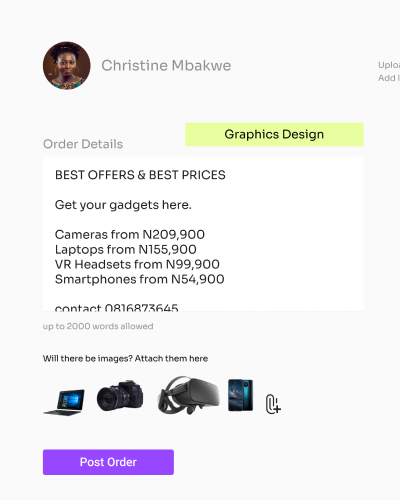 Christine Mbakwe
Uploa
Add l
Graphics Design
Order Details
BEST OFFERS & BEST PRICES
Get your gadgets here.
Cameras from N209,900
Laptops from N155,900
VR Headsets from N99,900
Smartphones from N54,900
contact 0816873645
up to 2000 words allowed
Will there be images? Attach them here
Post Order